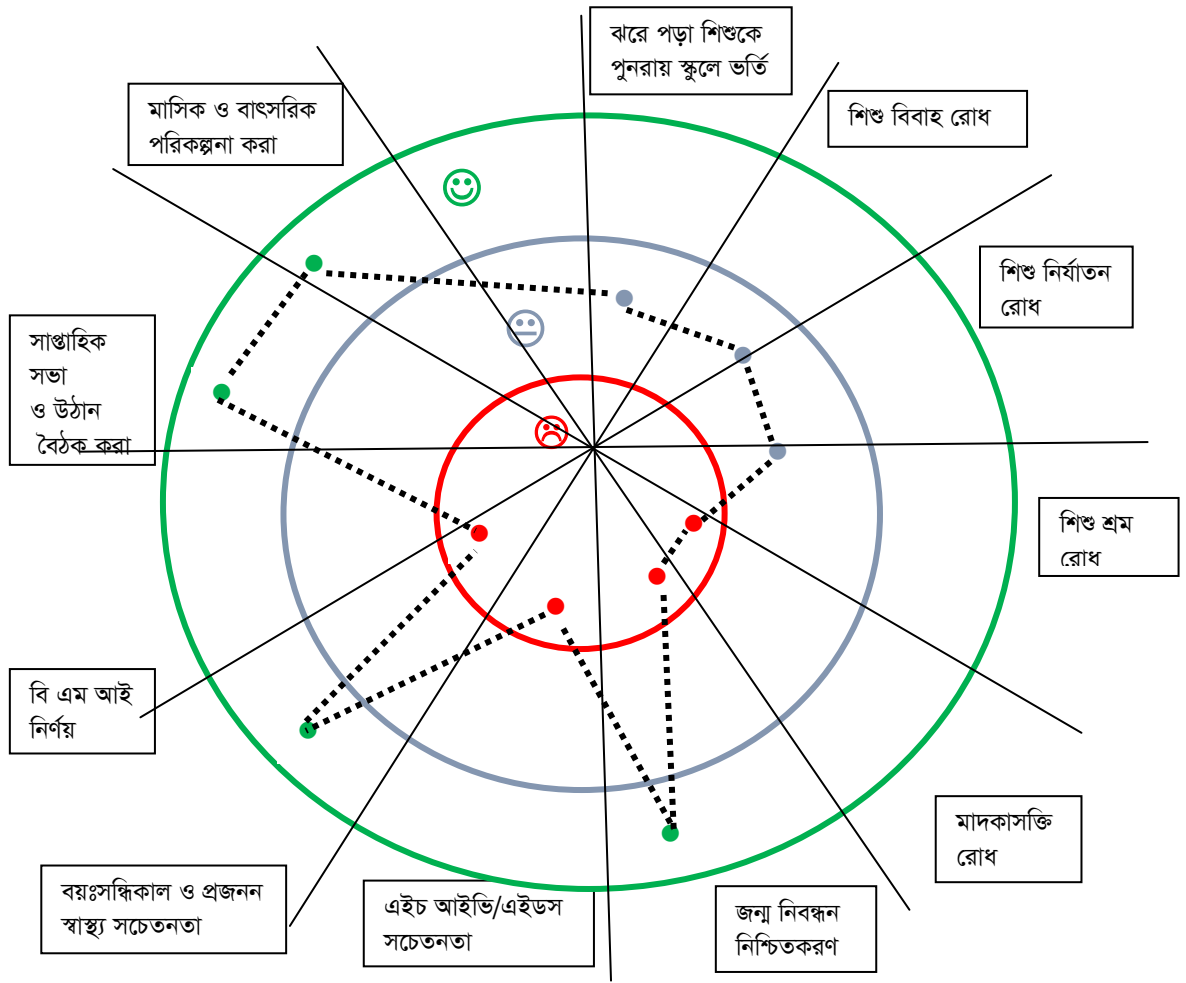 ঝরে পড়া শিশুকে
পুনরায় স্কুলে ভর্তি
মাসিক ও বাৎসরিক
পরিকল্পনা করা
শিশু বিবাহ রোধ
শিশু নির্যাতন
রোধ
সাপ্তাহিক
সভা
ও উঠান
বৈঠক করা
শিশু শ্রম
রোধ
বি এম আই
নির্ণয়
মাদকাসক্তি
রোধ
বয়ঃসন্ধিকাল ও প্রজনন
স্বাস্থ্য সচেতনতা
এইচ আইভি/এইডস
সচেতনতা
জন্ম নিবন্ধন
নিশ্চিতকরণ